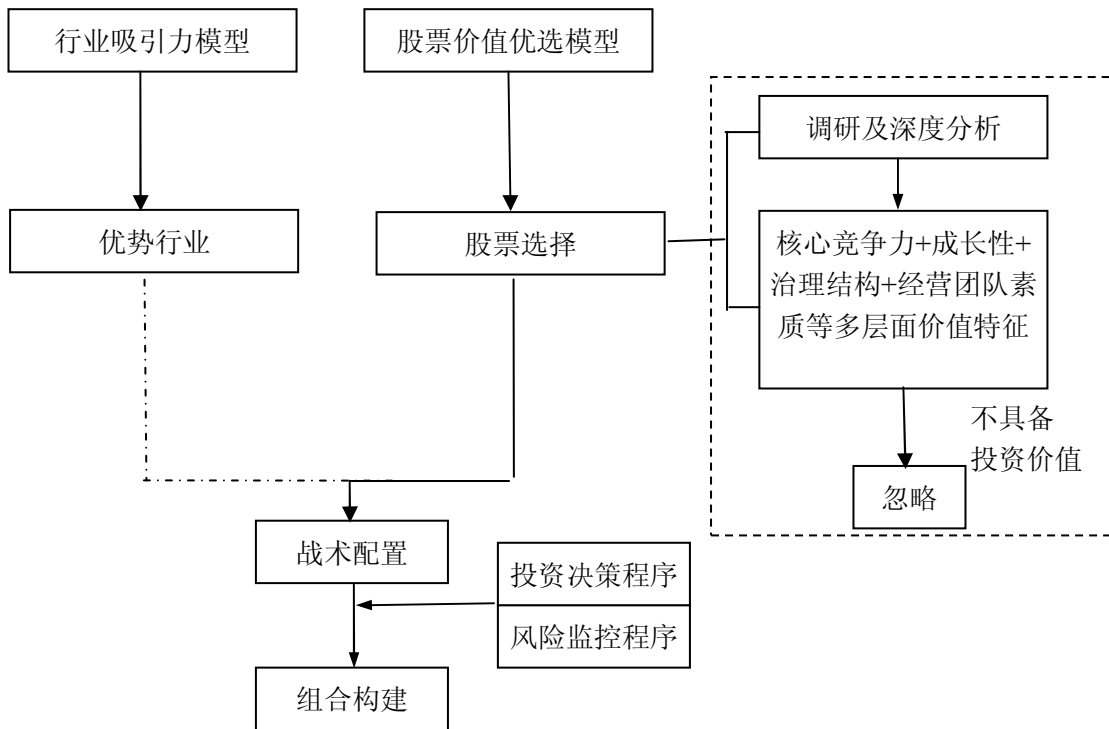 行业吸引力模型
股票价值优选模型
调研及深度分析
优势行业
股票选择
核心竞争力+成长性+
治理结构+经营团队素
质等多层面价值特征
不具备
投资价值
忽略
战术配置
投资决策程序
风险监控程序
组合构建